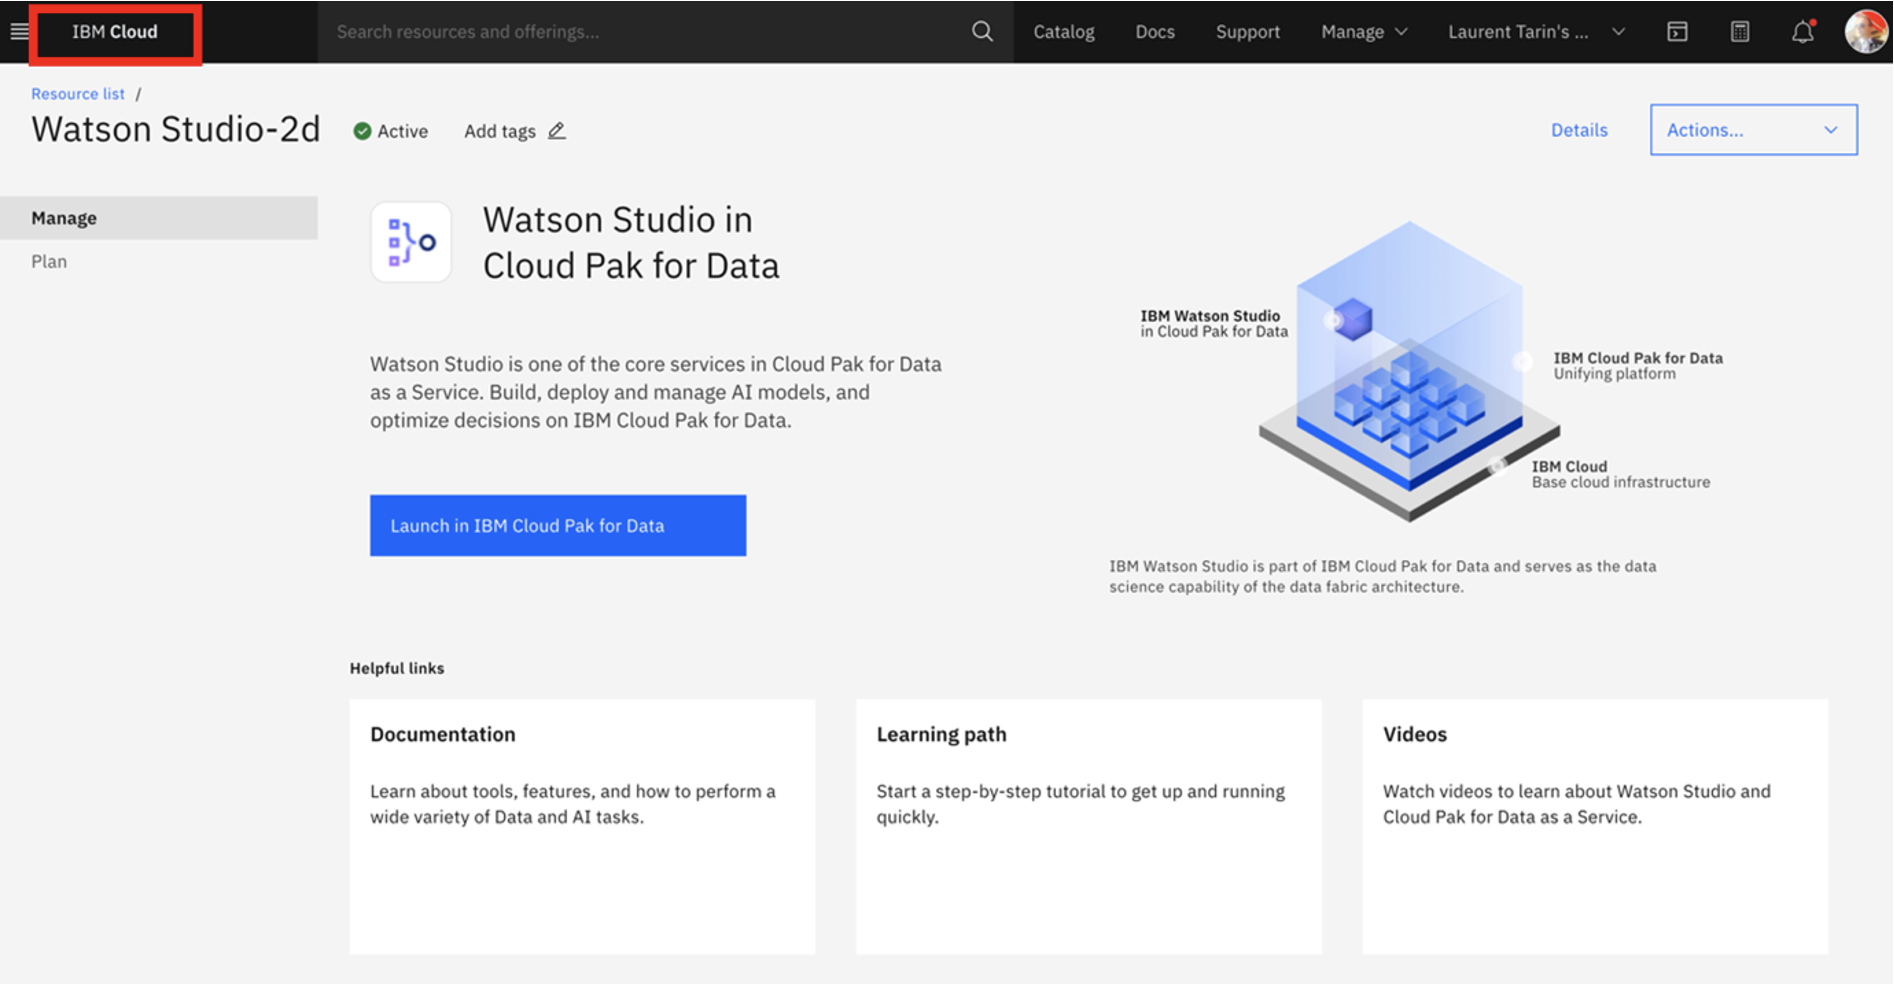 IBM Cloud
Search resources and offerings...
Catalog
Docs
Support
Manage
Laurent Tarin's ...
Resource list /
Watson Studio-2d
Active
Add tags
Details
Actions...
Manage
Plan
Watson Studio in
Cloud Pak for Data
Watson Studio is one of the core services in Cloud Pak for Data
as a Service. Build, deploy and manage AI models, and
optimize decisions on IBM Cloud Pak for Data.
Launch in IBM Cloud Pak for Data
IBM Watson Studio
in Cloud Pak for Data
IBM Cloud Pak for Data
Unifying platform
IBM Cloud
Base cloud infrastructure
IBM Watson Studio is part of IBM Cloud Pak for Data and serves as the data
science capability of the data fabric architecture.
Helpful links
Documentation
Learn about tools, features, and how to perform a
wide variety of Data and AI tasks.
Learning path
Start a step-by-step tutorial to get up and running
quickly.
Videos
Watch videos to learn about Watson Studio and
Cloud Pak for Data as a Service.